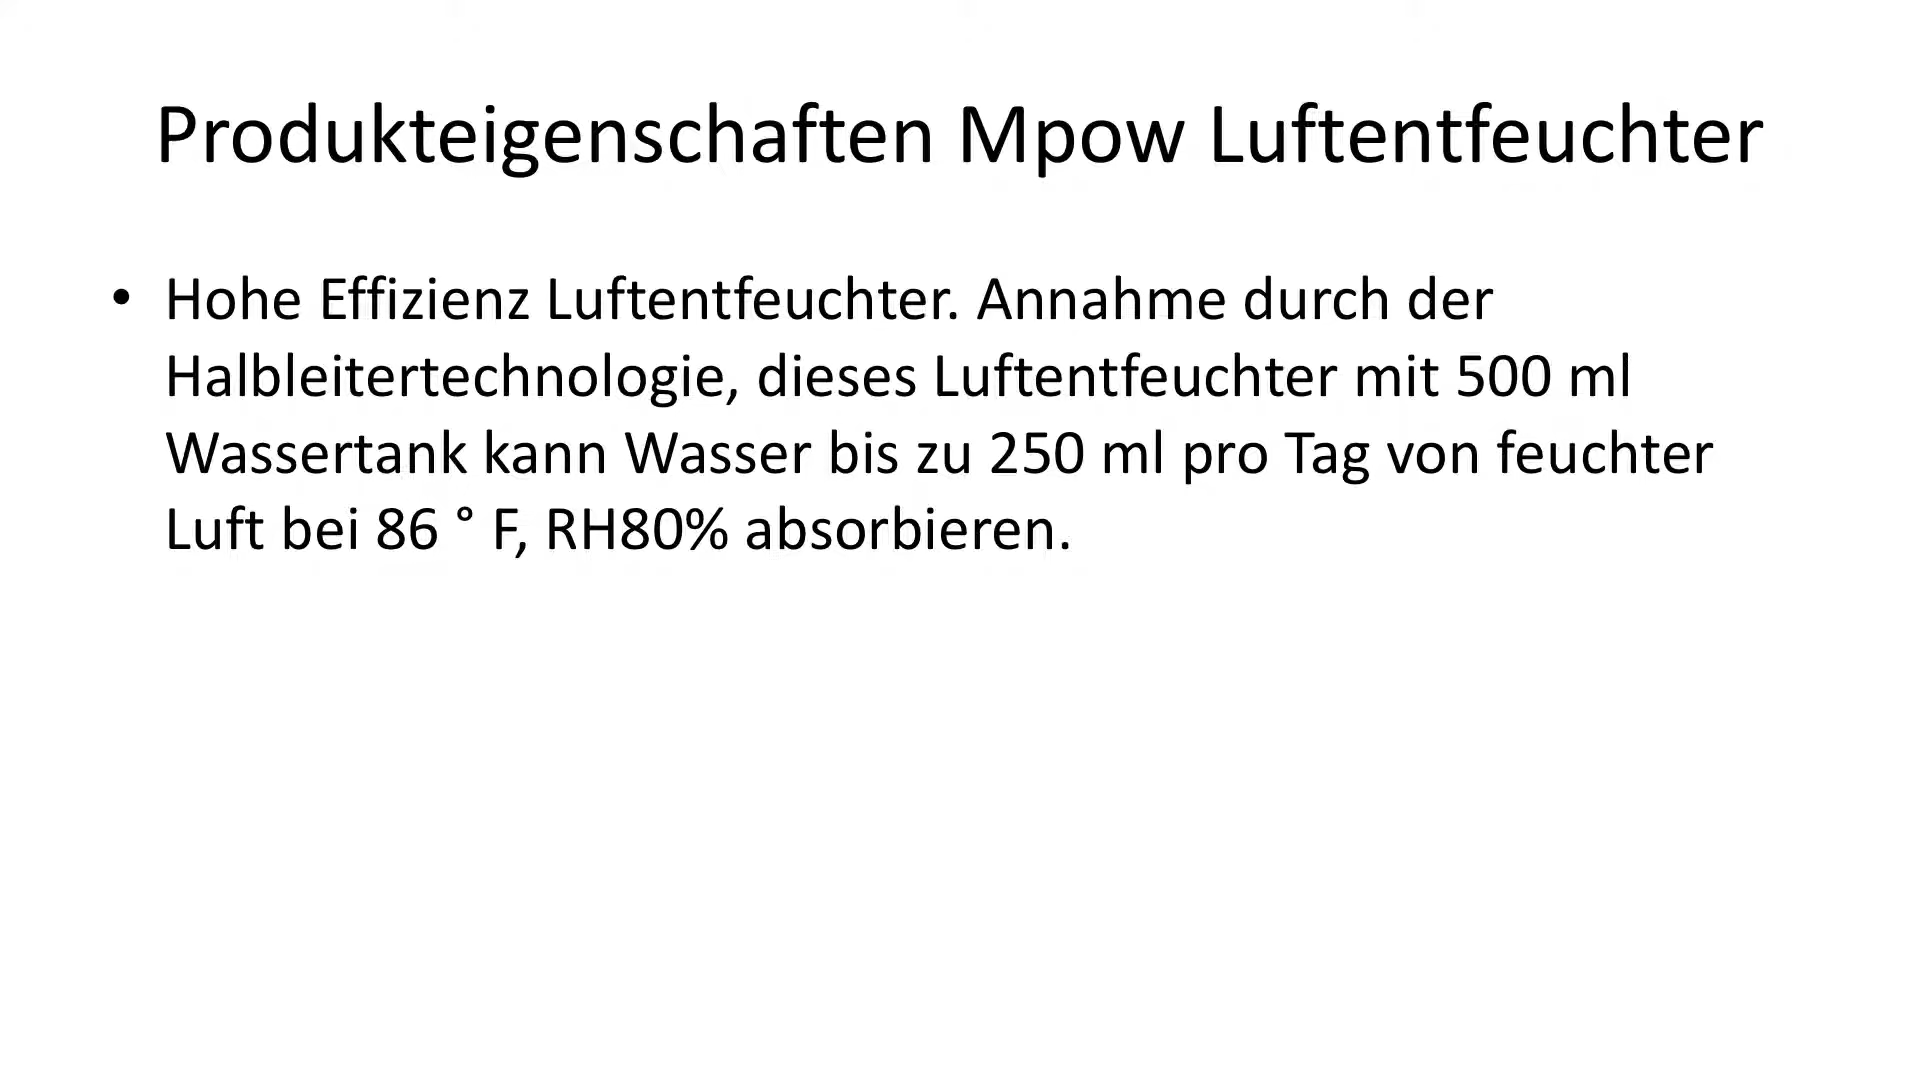 Produkteigenschaften Mpow Luftentfeuchter
• Hohe Effizienz Luftentfeuchter. Annahme durch der
Halbleitertechnologie, dieses Luftentfeuchter mit 500 ml
Wassertank kann Wasser bis zu 250 ml pro Tag von feuchter
Luft bei 86 ° F, RH80% absorbieren.